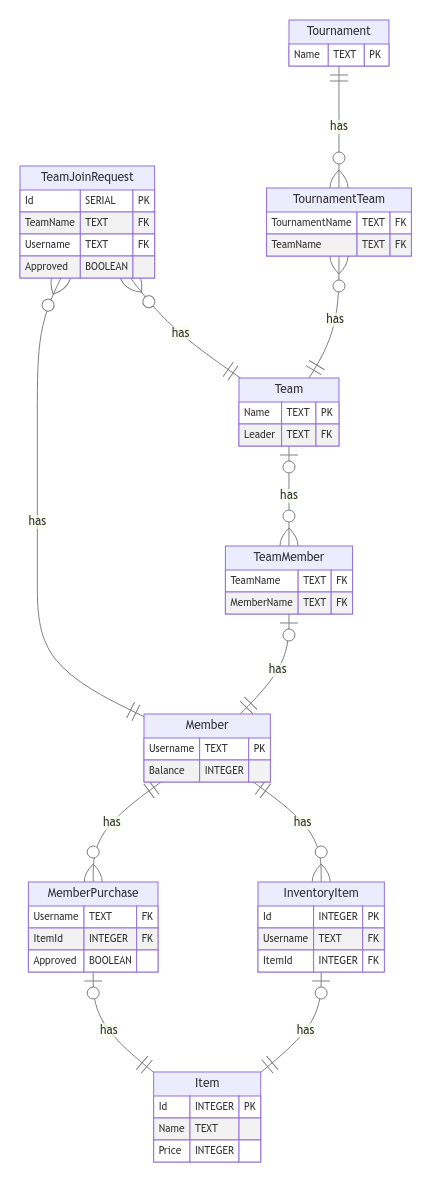 Tournament
Name TEXT PK
has
TeamJoinRequest
Id SERIAL PK
TeamName TEXT FK
Username TEXT FK
Approved BOOLEAN
TournamentTeam
TournamentName TEXT FK
TeamName TEXT FK
has
has
Team
Name TEXT PK
Leader TEXT FK
has
has
TeamMember
TeamName TEXT FK
MemberName TEXT FK
has
Member
Username TEXT PK
Balance INTEGER
has
has
MemberPurchase
Username TEXT FK
ItemId INTEGER FK
Approved BOOLEAN
InventoryItem
Id INTEGER PK
Username TEXT FK
ItemId INTEGER FK
has
has
Item
Id INTEGER PK
Name TEXT
Price INTEGER